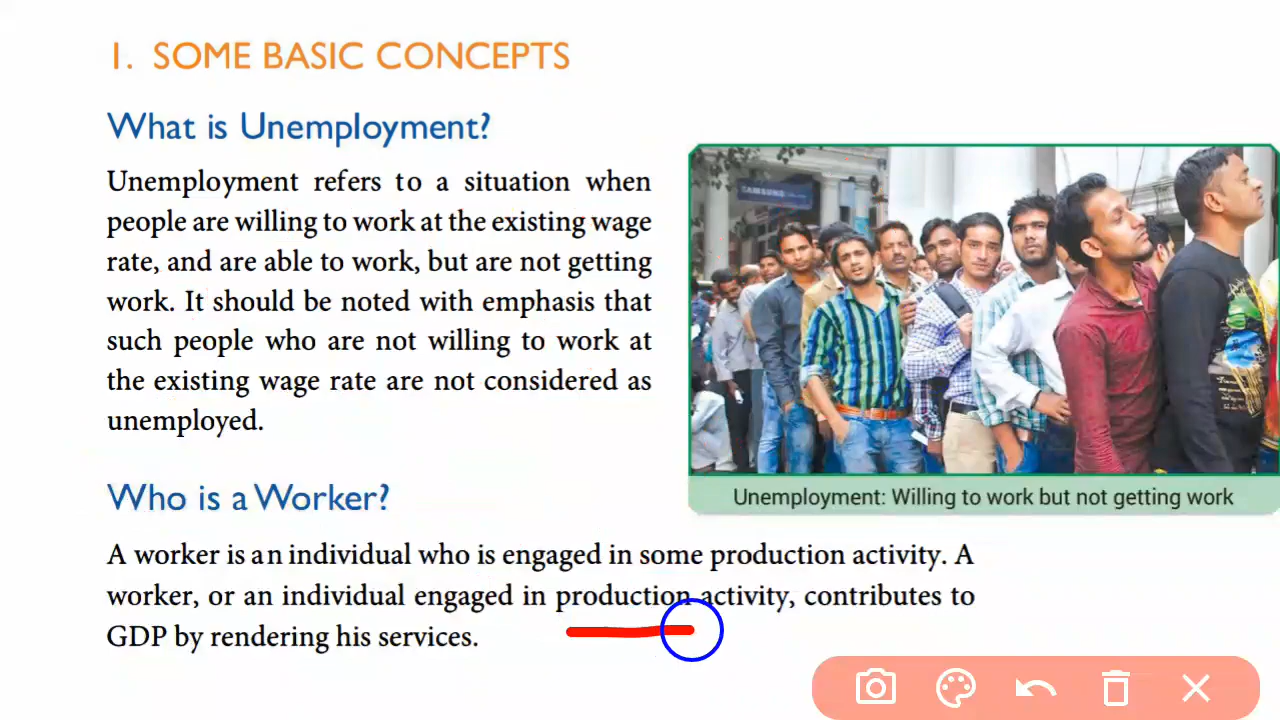 1. SOME BASIC CONCEPTS
What is Unemployment?
Unemployment refers to a situation when
people are willing to work at the existing wage
rate, and are able to work, but are not getting
work. It should be noted with emphasis that
such people who are not willing to work at
the existing wage rate are not considered as
unemployed.
SAMSUNG
Unemployment: Willing to work but not getting work
Who is a Worker?
A worker is an individual who is engaged in some production activity. A
worker, or an individual engaged in production activity, contributes to
GDP by rendering his services.